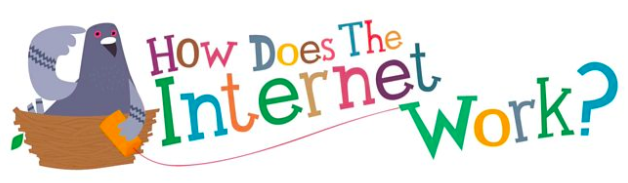 How Does The
Internet
Work?